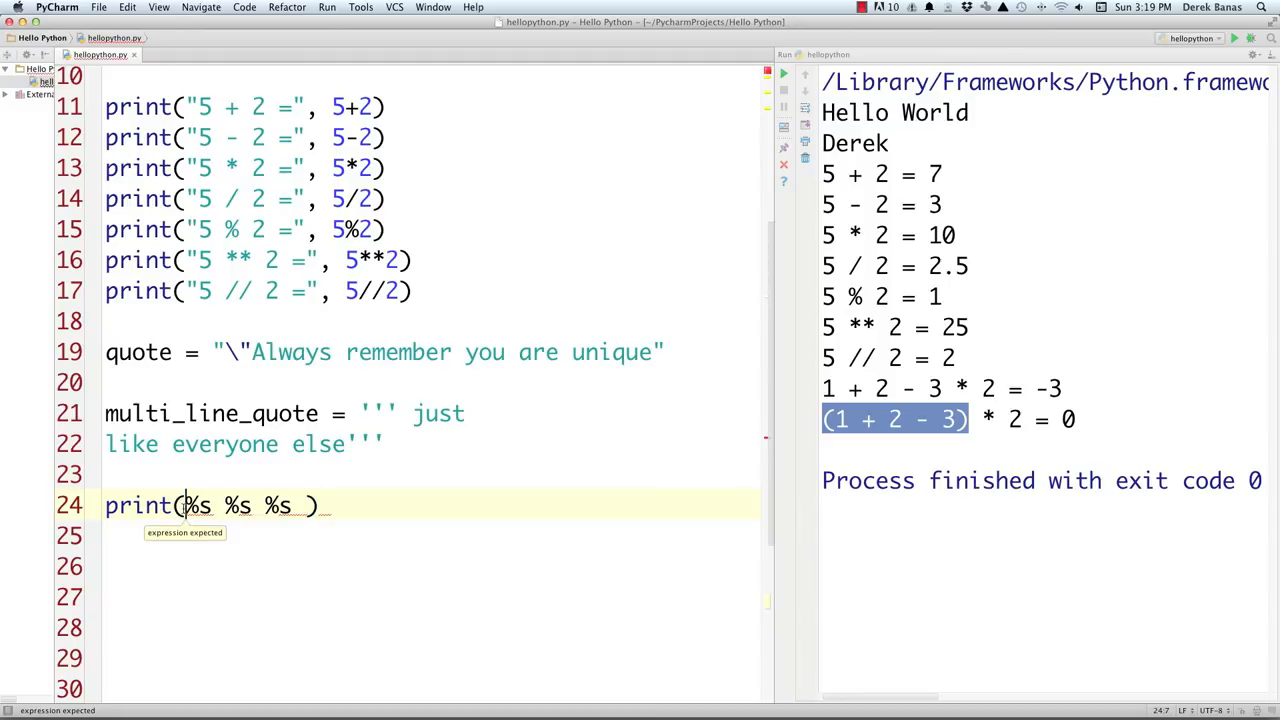 PyCharm File Edit View Navigate Code Refactor Run Tools VCS Window Help 10 Sun 3:19 PM Derek Banas
hellopython.py - Hello Python - [~/PycharmProjects/Hello Python]
Hello Python hellopython.py hellopython
hellopython.py
Run hellopython
Hello P
hell
Externa
10
11 print("5 + 2 =", 5+2)
12 print("5 - 2 =", 5-2)
13 print("5 * 2 =", 5*2)
14 print("5 / 2 =", 5/2)
15 print("5 % 2 =", 5%2)
16 print("5 ** 2 =", 5**2)
17 print("5 // 2 =", 5//2)
18
19 quote = "\"Always remember you are unique"
20
21 multi_line_quote = ''' just
22 like everyone else'''
23
24 print(%s %s %s )
expression expected
25
26
27
28
29
30
/Library/Frameworks/Python.framewo
Hello World
Derek
5 + 2 = 7
5 - 2 = 3
5 * 2 = 10
5 / 2 = 2.5
5 % 2 = 1
5 ** 2 = 25
5 // 2 = 2
1 + 2 - 3 * 2 = -3
(1 + 2 - 3) * 2 = 0
Process finished with exit code 0
expression expected 24:7 LF UTF-8